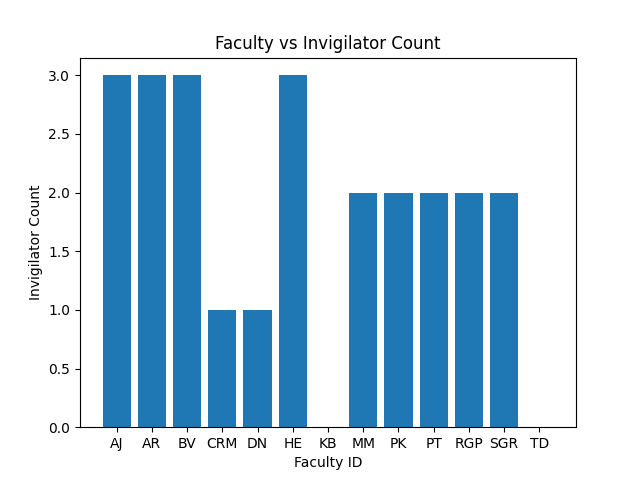 Faculty vs Invigilator Count
3.0
2.5
2.0
1.5
1.0
0.5
0.0
Invigilator Count
AJ AR BV CRM DN HE KB MM PK PT RGP SGR TD
Faculty ID